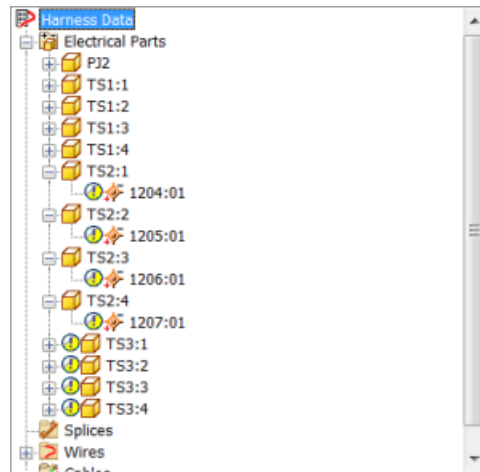 Harness Data
Electrical Parts
PJ2
TS1:1
TS1:2
TS1:3
TS1:4
TS2:1
1204:01
TS2:2
1205:01
TS2:3
1206:01
TS2:4
1207:01
TS3:1
TS3:2
TS3:3
TS3:4
Splices
Wires
Cables